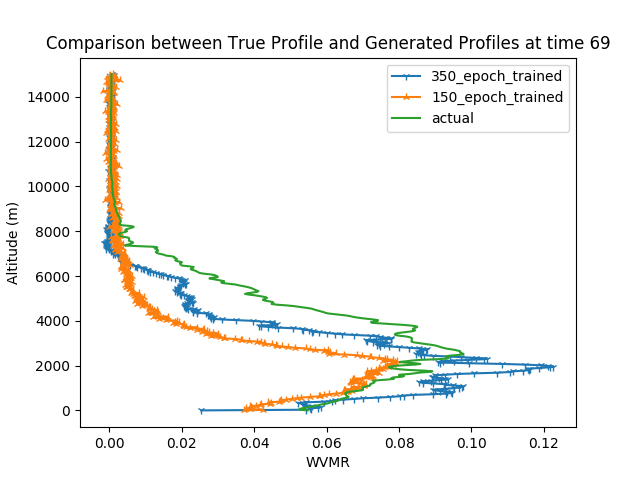 Comparison between True Profile and Generated Profiles at time 69
350_epoch_trained
150_epoch_trained
actual
Altitude (m)
14000
12000
10000
8000
6000
4000
2000
0
0.00 0.02 0.04 0.06 0.08 0.10 0.12
WVMR